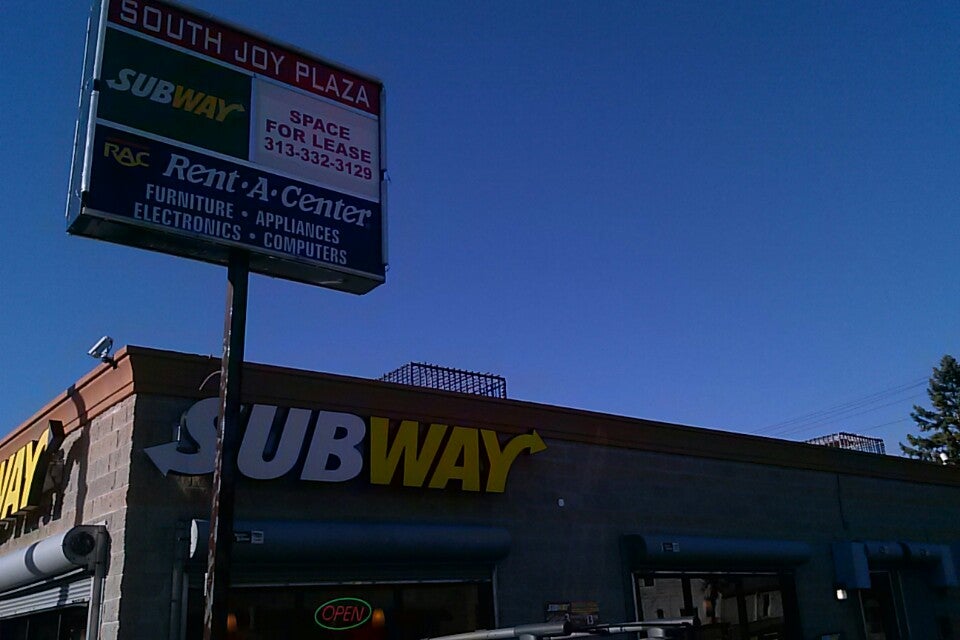 SOUTH JOY PLAZA
SUBWAY
SPACE
FOR LEASE
313-332-3129
RAC Rent-A-Center
FURNITURE • APPLIANCES
ELECTRONICS • COMPUTERS
SUBWAY
WAY
OPEN